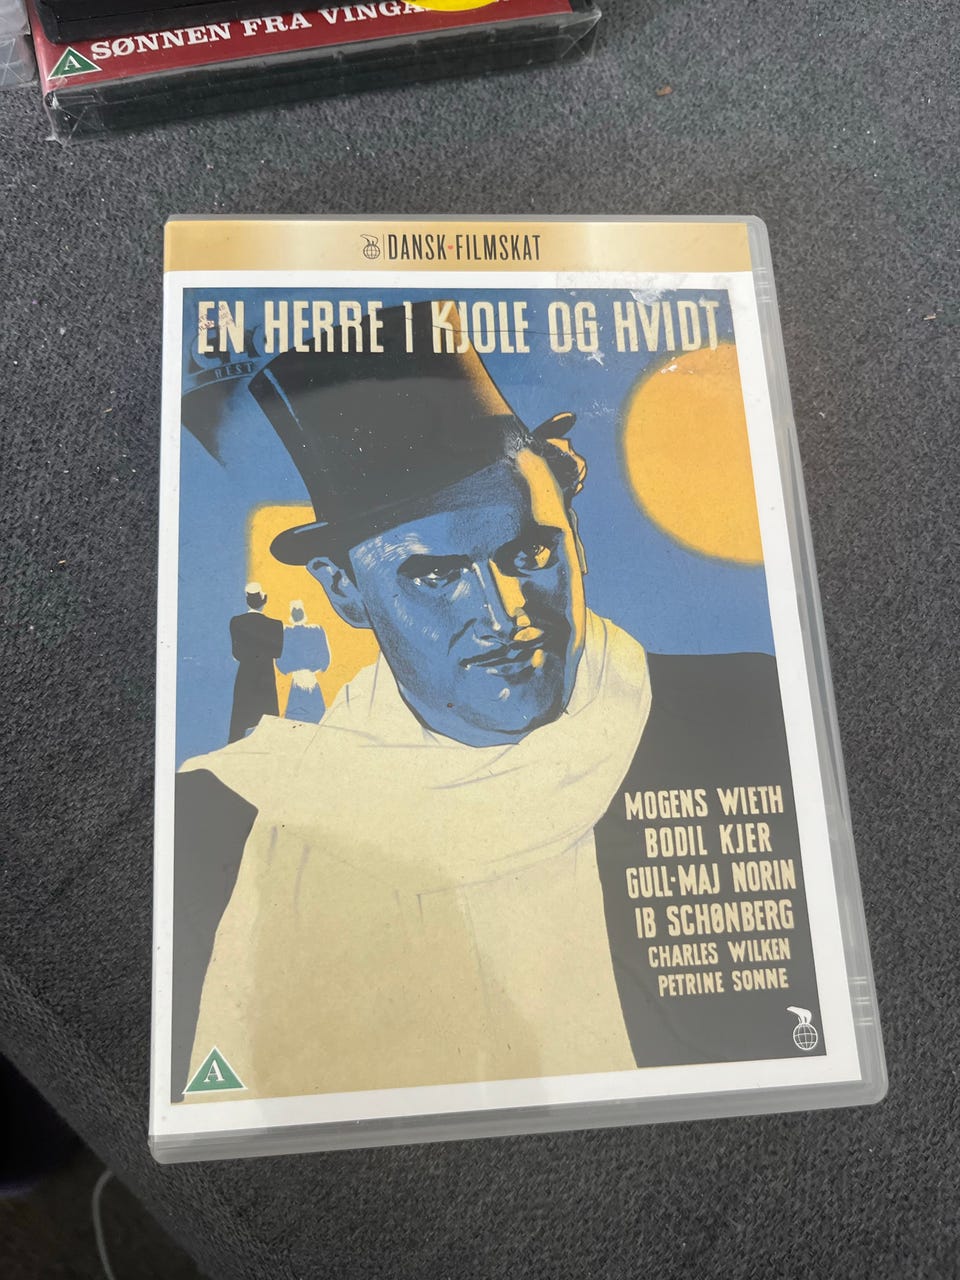 SØNNEN FRA
A
DANSK FILMSKAT
EN HERRE I KJOLE OG HVIDT
REST
MOGENS WIETH
BODIL KJER
GULL-MAJ NORIN
IB SCHØNBERG
CHARLES WILKEN
PETRINE SONNE
A